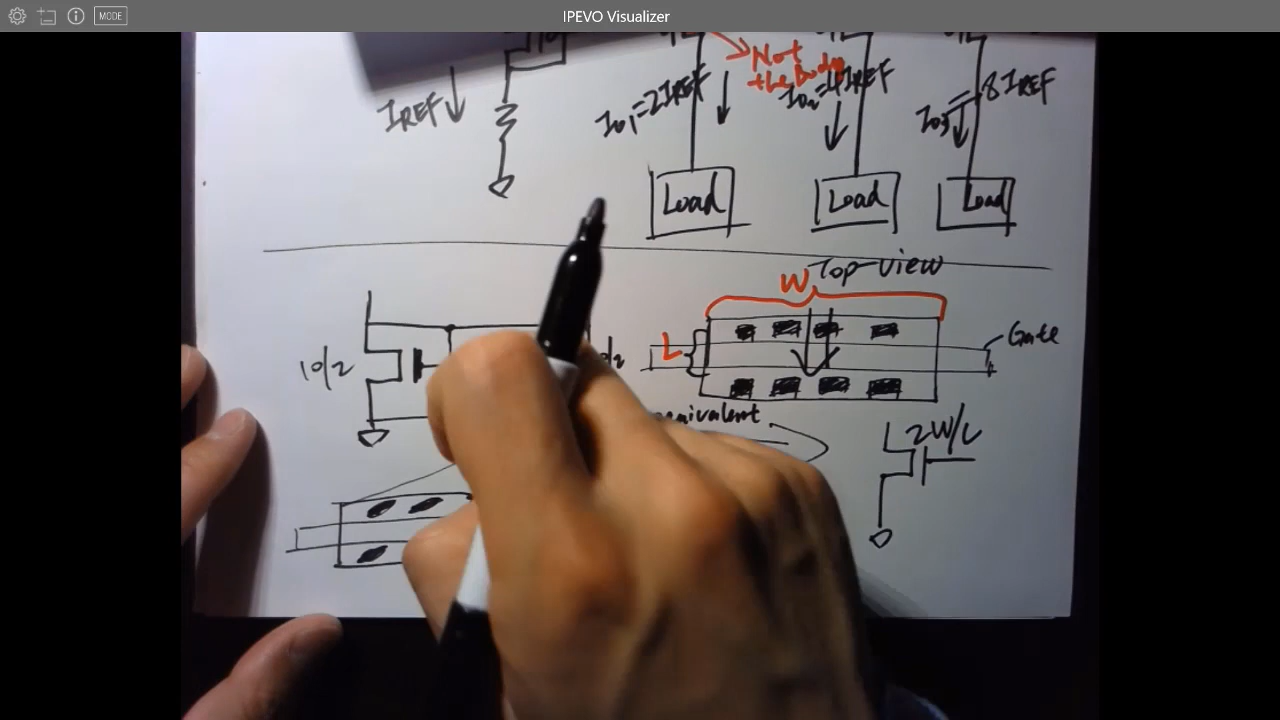 MODE
IPEVO Visualizer
Not
the Body
IREF
Io1=2IREF
Io2=4IREF
Io3=8IREF
Load
Load
Load
Top-view
W
L
Gate
10/2
2W/L